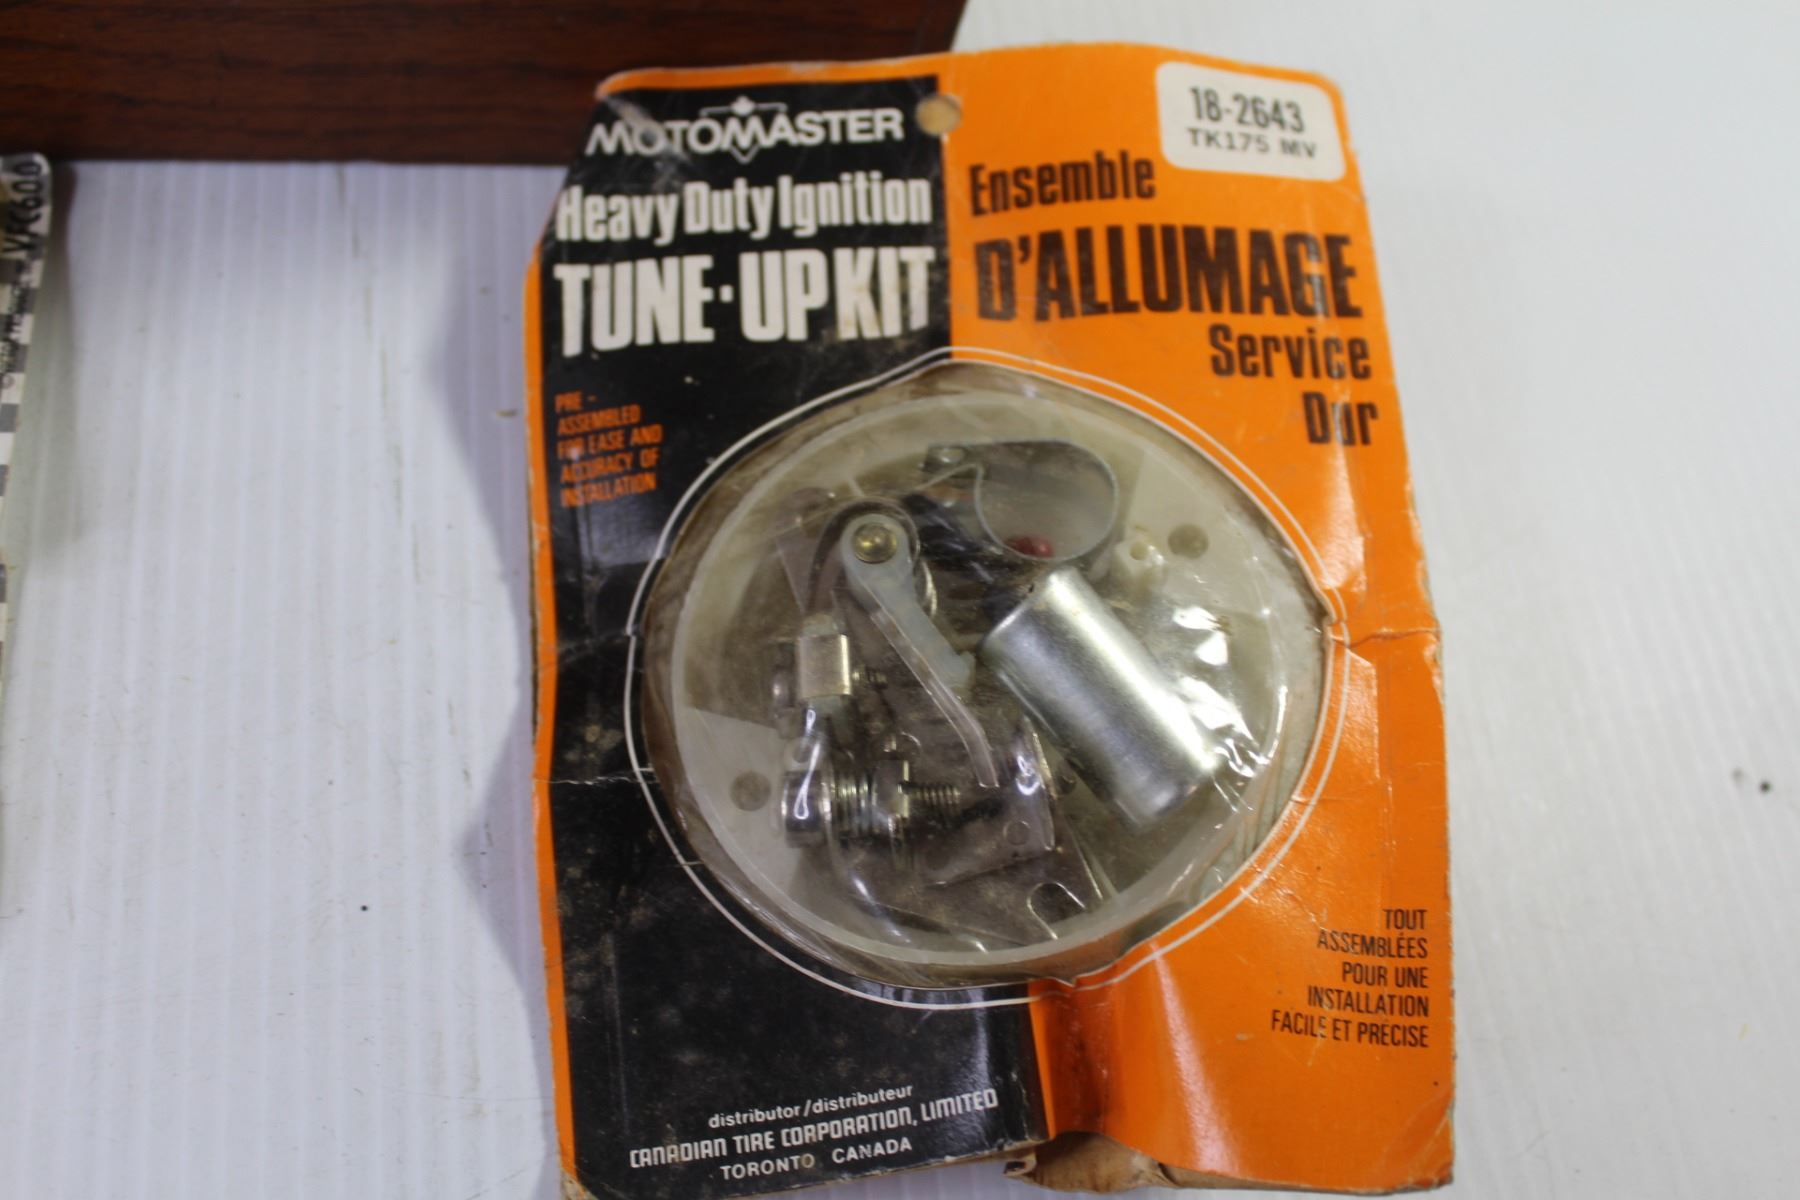 MOTOMASTER
Heavy Duty Ignition
TUNE-UP KIT
PRE-
ASSEMBLED
FOR EASE AND
ACCURACY OF
INSTALLATION
18-2643
TK175 MV
Ensemble
D'ALLUMAGE
Service
Dur
TOUT
ASSEMBLÉES
POUR UNE
INSTALLATION
FACILE ET PRÉCISE
distributor/distributeur
CANADIAN TIRE CORPORATION, LIMITED
TORONTO CANADA